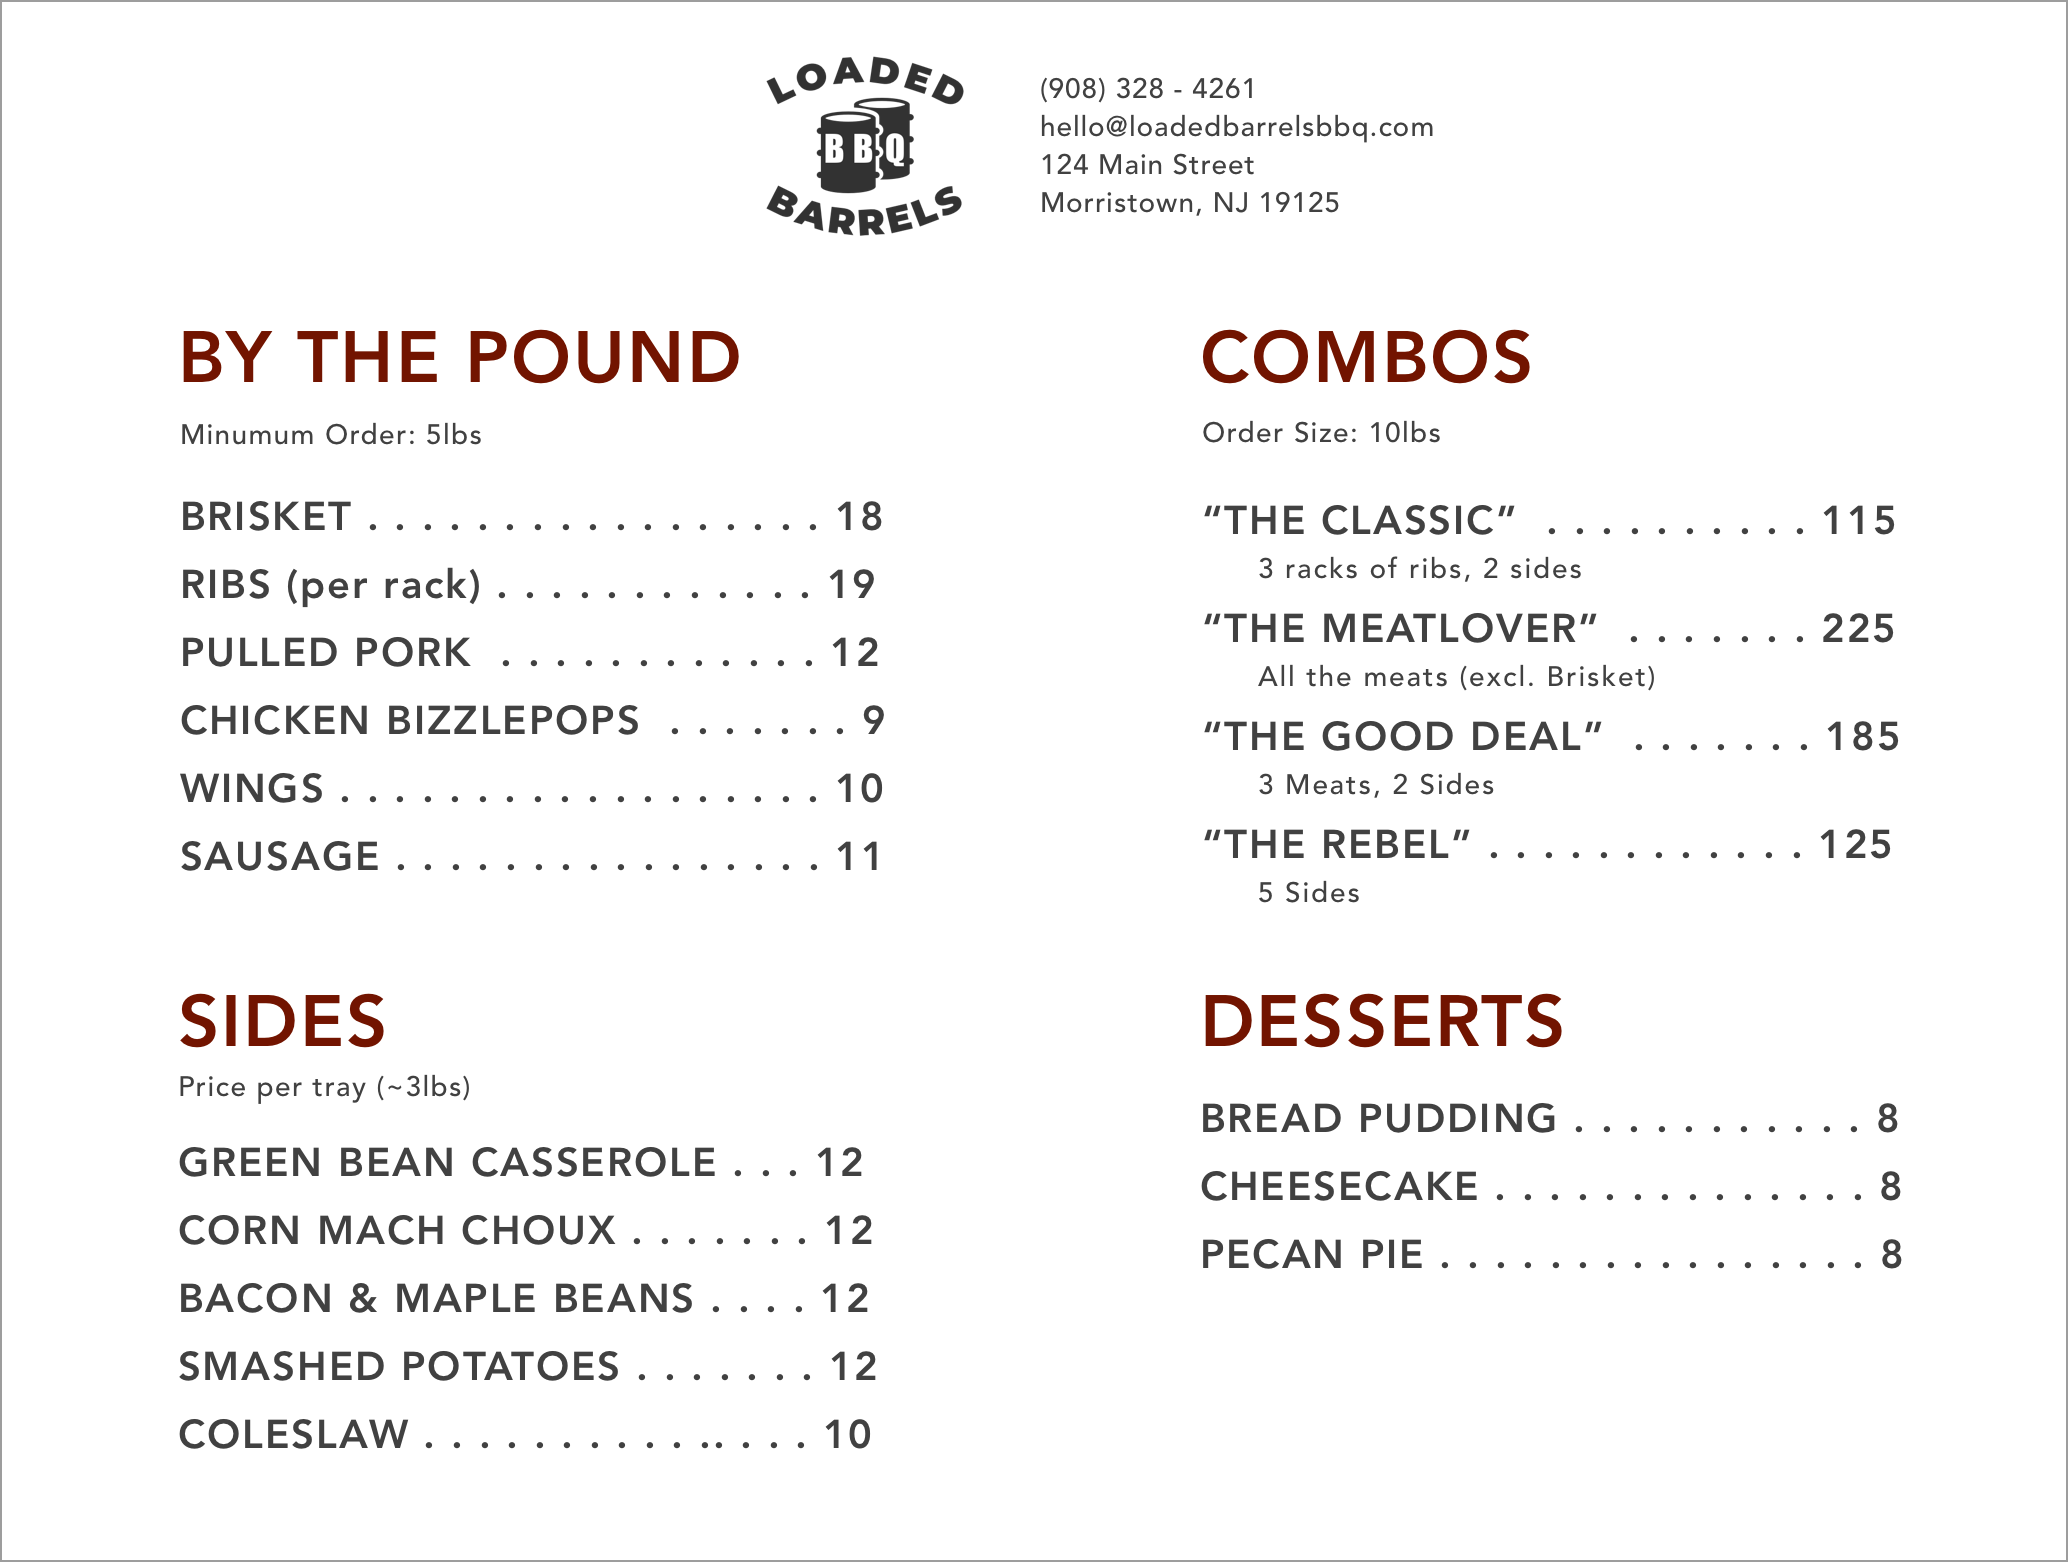 LOADED
BBQ
BARRELS
(908) 328 - 4261
hello@loadedbarrelsbbq.com
124 Main Street
Morristown, NJ 19125
BY THE POUND
Minumum Order: 5lbs
BRISKET . . . . . . . . . . . . . . . . . 18
RIBS (per rack) . . . . . . . . . . . . 19
PULLED PORK . . . . . . . . . . . . 12
CHICKEN BIZZLEPOPS . . . . . . . 9
WINGS . . . . . . . . . . . . . . . . . . 10
SAUSAGE . . . . . . . . . . . . . . . . 11
SIDES
Price per tray (~3lbs)
GREEN BEAN CASSEROLE . . . 12
CORN MACH CHOUX . . . . . . . 12
BACON & MAPLE BEANS . . . . 12
SMASHED POTATOES . . . . . . . 12
COLESLAW . . . . . . . . . . .. . . . 10
COMBOS
Order Size: 10lbs
“THE CLASSIC” . . . . . . . . . . 115
3 racks of ribs, 2 sides
“THE MEATLOVER” . . . . . . . 225
All the meats (excl. Brisket)
“THE GOOD DEAL” . . . . . . . 185
3 Meats, 2 Sides
“THE REBEL” . . . . . . . . . . . . 125
5 Sides
DESSERTS
BREAD PUDDING . . . . . . . . . . . 8
CHEESECAKE . . . . . . . . . . . . . . 8
PECAN PIE . . . . . . . . . . . . . . . . 8